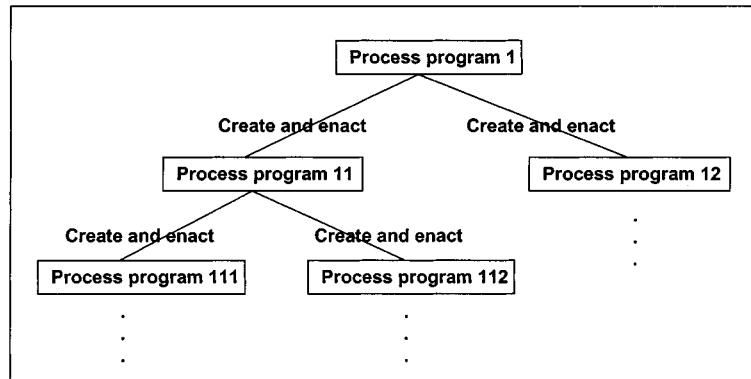 Process program 1
Create and enact Create and enact
Process program 11 Process program 12
Create and enact Create and enact
Process program 111 Process program 112